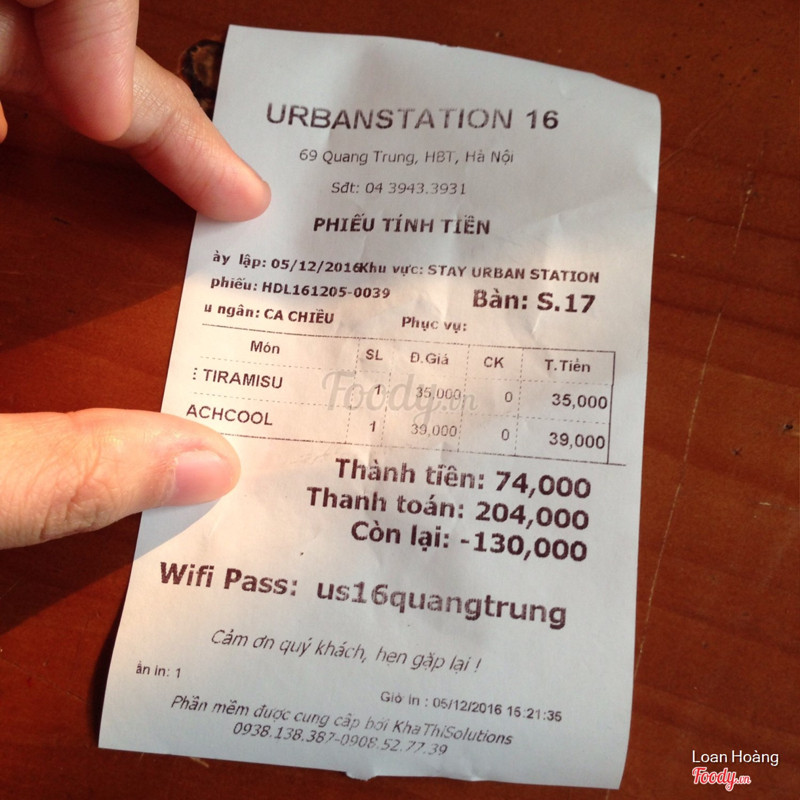 URBANSTATION 16
69 Quang Trung, HBT, Hà Nội
Sđt: 04 3943.3931
PHIẾU TÍNH TIỀN
ày lập: 05/12/2016 Khu vực: STAY URBAN STATION
phiếu: HDL161205-0039 Bàn: S.17
u ngân: CA CHIỀU Phục vụ:
Món SL Đ.Giá CK T.Tiền
TIRAMISU 1 35,000 0 35,000
ACHCOOL 1 39,000 0 39,000
Thành tiền: 74,000
Thanh toán: 204,000
Còn lại: -130,000
Wifi Pass: us16quangtrung
Cảm ơn quý khách, hẹn gặp lại !
ần in: 1
Giờ in : 05/12/2016 15:21:35
Phần mềm được cung cấp bởi KhaThiSolutions
0938.138.387-0908.52.77.39
Foody.vn
Loan Hoàng
Foody.vn